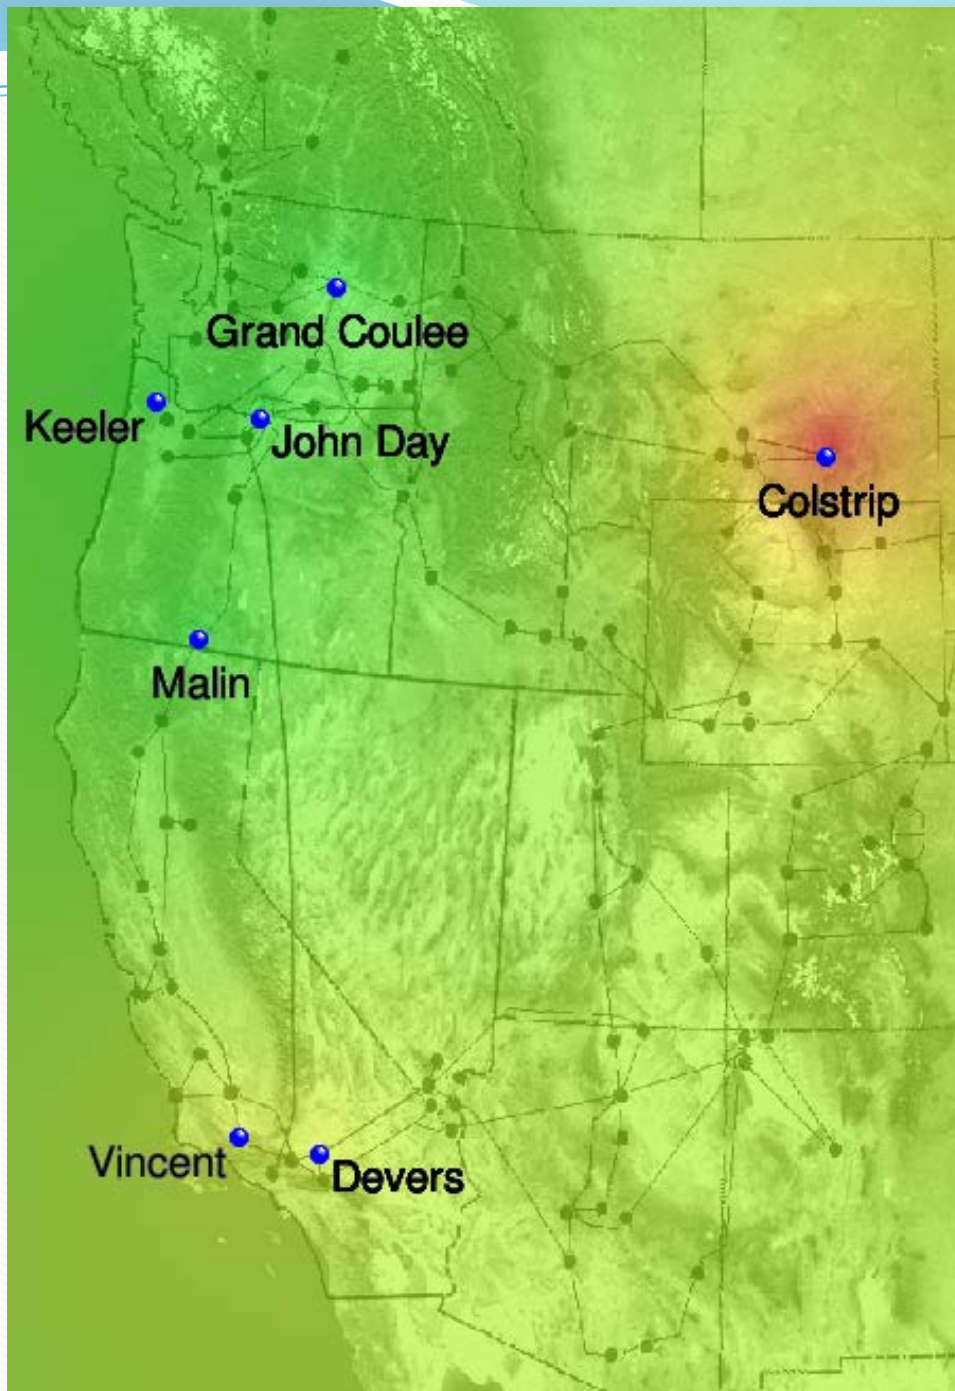 Grand Coulee
Keeler
John Day
Colstrip
Malin
Vincent
Devers